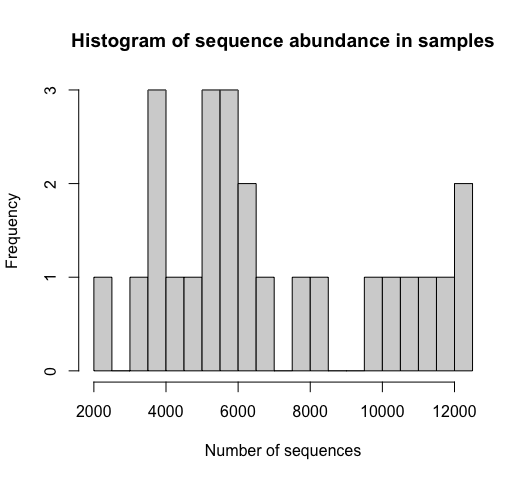 Histogram of sequence abundance in samples
3
2
1
0
Frequency
2000 4000 6000 8000 10000 12000
Number of sequences